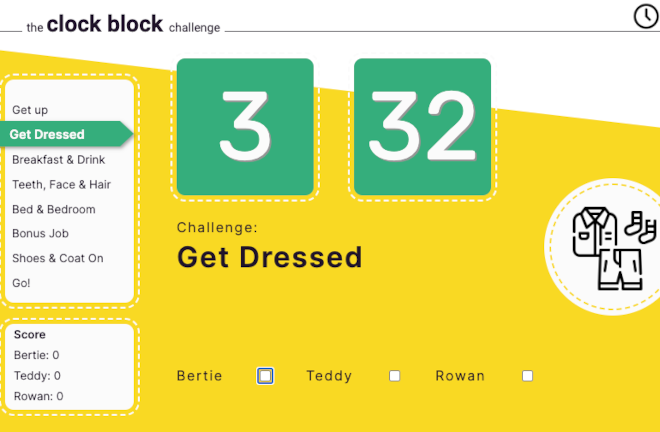 the clock block challenge
3 32
Get up
Get Dressed
Breakfast & Drink
Teeth, Face & Hair
Bed & Bedroom
Bonus Job
Shoes & Coat On
Go!
Challenge:
Get Dressed
Score
Bertie: 0
Teddy: 0
Rowan: 0
Bertie Teddy Rowan